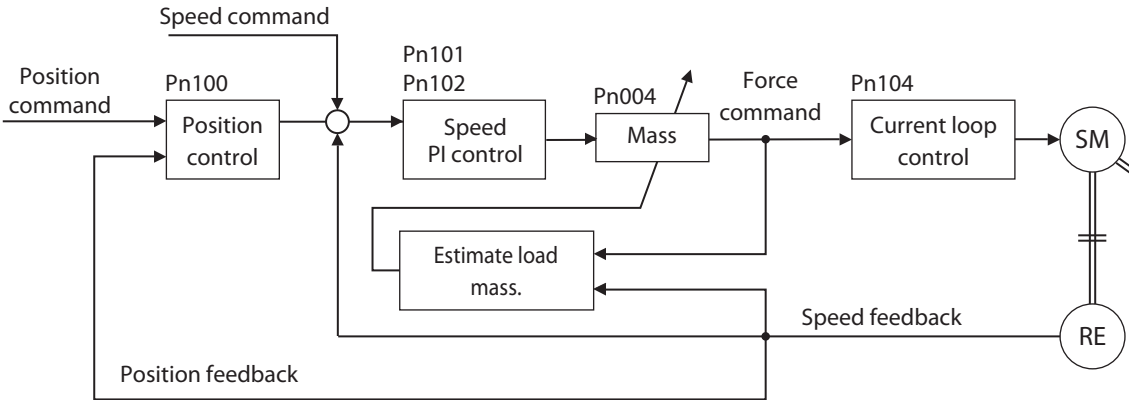 Speed command
Position
command
Pn100
Position
control
Pn101
Pn102
Speed
PI control
Pn004
Mass
Force
command
Pn104
Current loop
control
SM
Estimate load
mass.
Speed feedback
RE
Position feedback